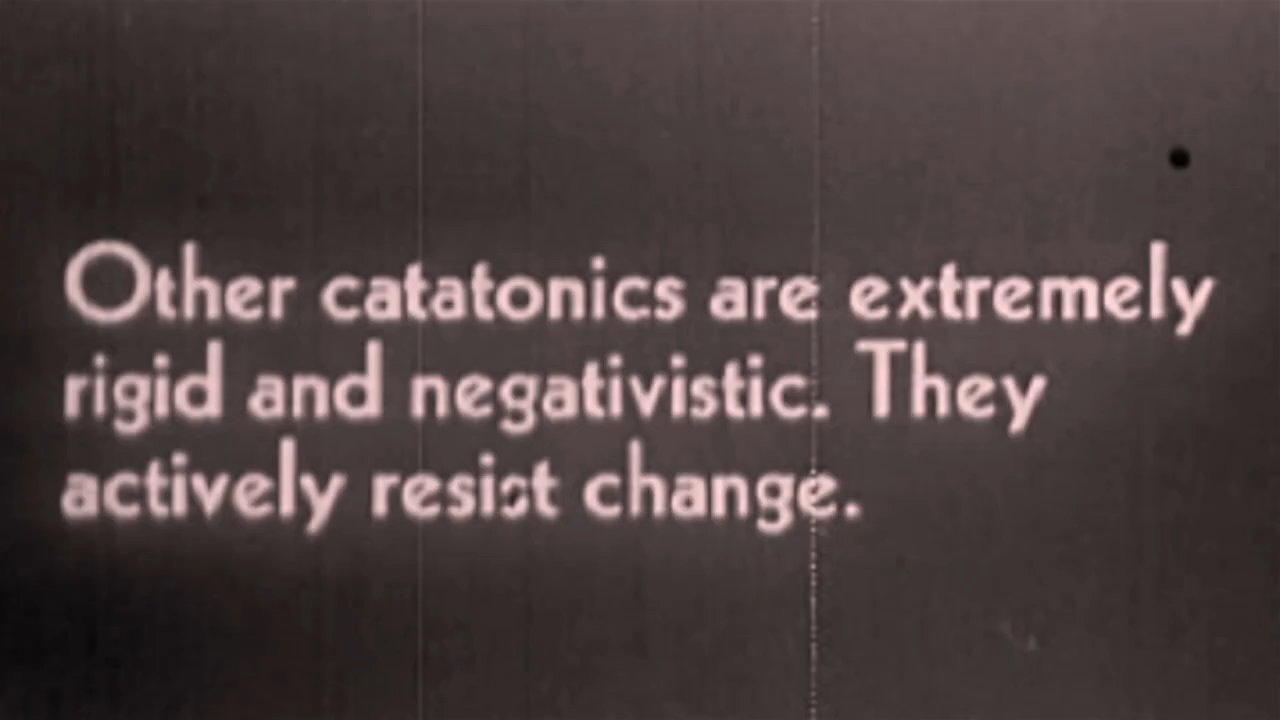 Other catatonics are extremely
rigid and negativistic. They
actively resist change.